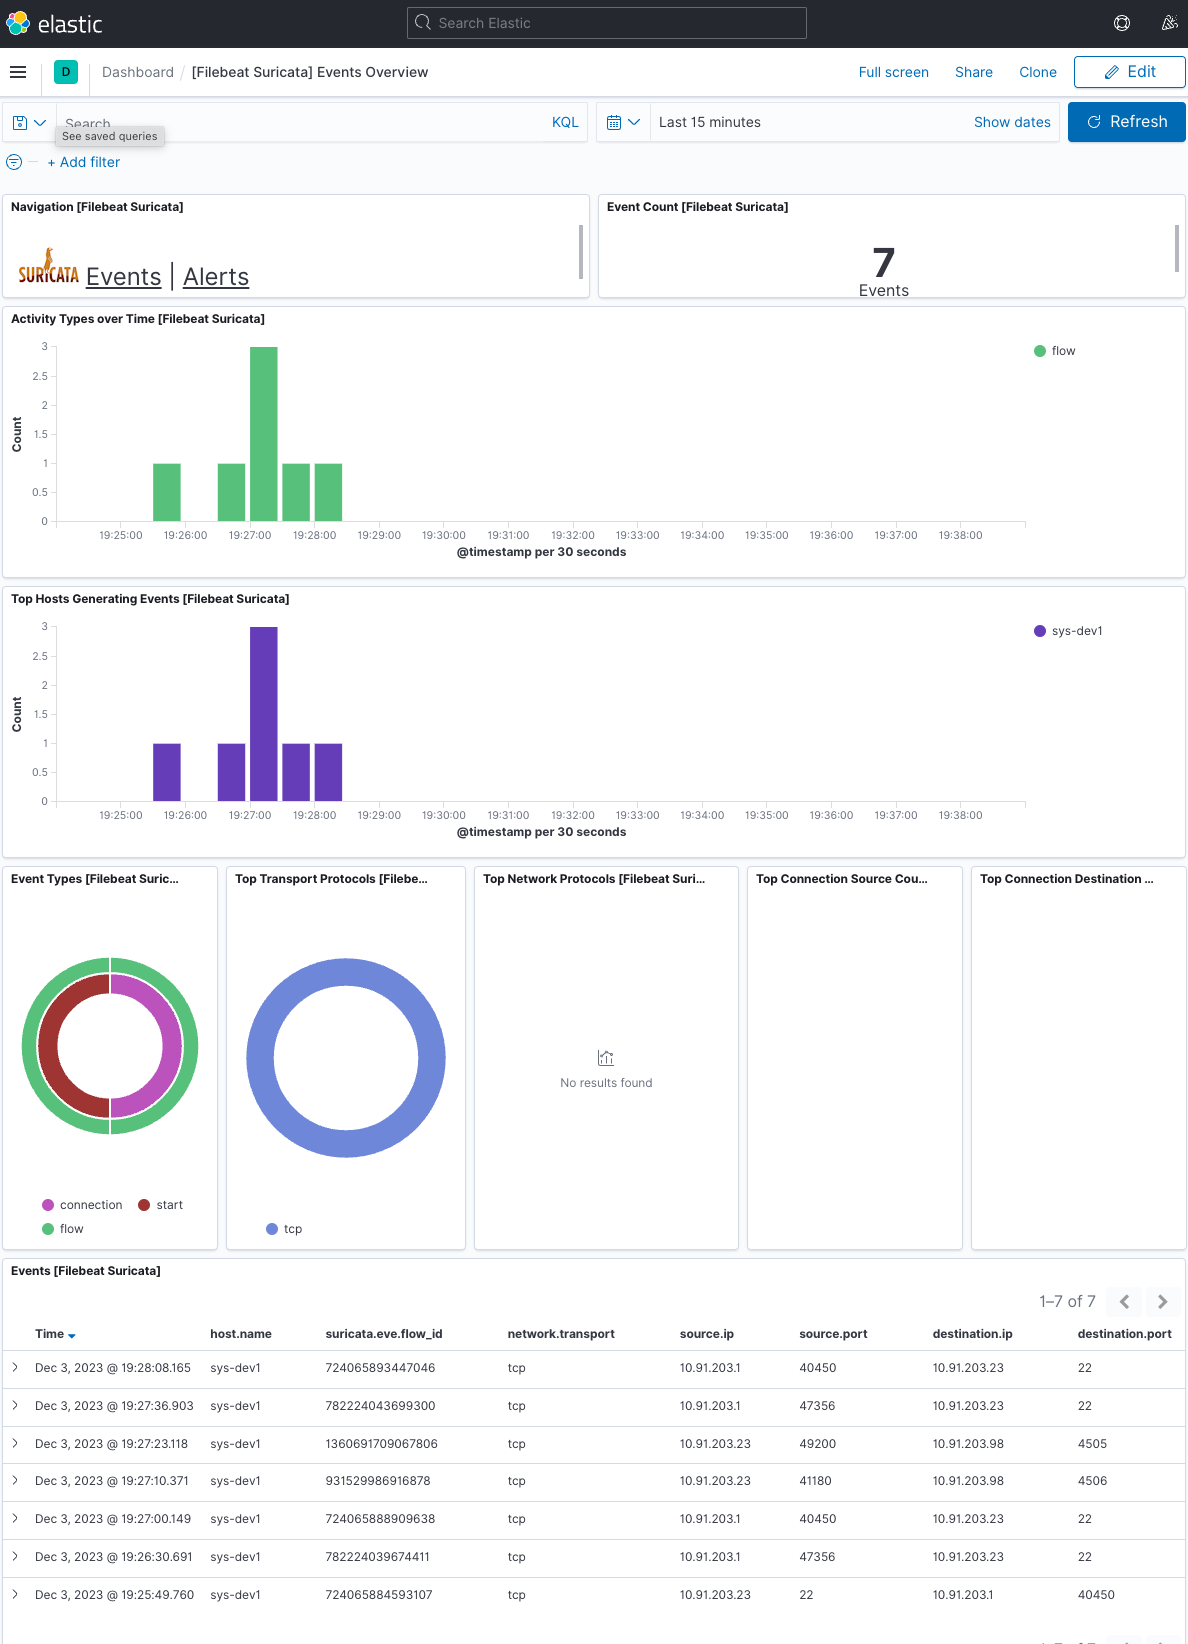 elastic
Search Elastic
D Dashboard / [Filebeat Suricata] Events Overview Full screen Share Clone Edit
Search KQL Last 15 minutes Show dates Refresh
See saved queries
+ Add filter
Navigation [Filebeat Suricata]
SURICATA Events | Alerts
Event Count [Filebeat Suricata]
7
Events
Activity Types over Time [Filebeat Suricata]
3
2.5
2
1.5
1
0.5
0
Count
flow
19:25:00 19:26:00 19:27:00 19:28:00 19:29:00 19:30:00 19:31:00 19:32:00 19:33:00 19:34:00 19:35:00 19:36:00 19:37:00 19:38:00
@timestamp per 30 seconds
Top Hosts Generating Events [Filebeat Suricata]
3
2.5
2
1.5
1
0.5
0
Count
sys-dev1
19:25:00 19:26:00 19:27:00 19:28:00 19:29:00 19:30:00 19:31:00 19:32:00 19:33:00 19:34:00 19:35:00 19:36:00 19:37:00 19:38:00
@timestamp per 30 seconds
Event Types [Filebeat Suric...
connection start
flow
Top Transport Protocols [Filebe...
tcp
Top Network Protocols [Filebeat Suri...
No results found
Top Connection Source Cou...
Top Connection Destination ...
Events [Filebeat Suricata]
1–7 of 7
Time host.name suricata.eve.flow_id network.transport source.ip source.port destination.ip destination.port
Dec 3, 2023 @ 19:28:08.165 sys-dev1 724065893447046 tcp 10.91.203.1 40450 10.91.203.23 22
Dec 3, 2023 @ 19:27:36.903 sys-dev1 782224043699300 tcp 10.91.203.1 47356 10.91.203.23 22
Dec 3, 2023 @ 19:27:23.118 sys-dev1 1360691709067806 tcp 10.91.203.23 49200 10.91.203.98 4505
Dec 3, 2023 @ 19:27:10.371 sys-dev1 931529986916878 tcp 10.91.203.23 41180 10.91.203.98 4506
Dec 3, 2023 @ 19:27:00.149 sys-dev1 724065888909638 tcp 10.91.203.1 40450 10.91.203.23 22
Dec 3, 2023 @ 19:26:30.691 sys-dev1 782224039674411 tcp 10.91.203.1 47356 10.91.203.23 22
Dec 3, 2023 @ 19:25:49.760 sys-dev1 724065884593107 tcp 10.91.203.23 22 10.91.203.1 40450